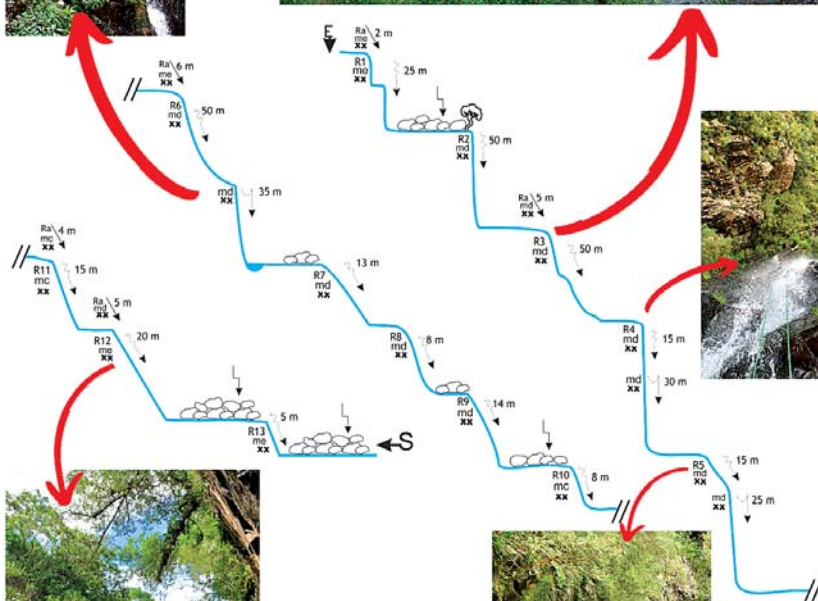 E
Ra 2 m
me
xx
R1
me
xx
25 m
R2
md
xx
50 m
Ra 5 m
md
xx
R3
md
xx
50 m
R4
md
xx
15 m
md
xx
30 m
R5
md
xx
15 m
md
xx
25 m
Ra 6 m
me
xx
R6
md
xx
50 m
md
xx
35 m
R7
md
xx
13 m
R8
md
xx
8 m
R9
md
xx
14 m
R10
mc
xx
8 m
Ra 4 m
mc
xx
R11
mc
xx
15 m
Ra 5 m
md
xx
R12
me
xx
20 m
R13
me
xx
5 m
S